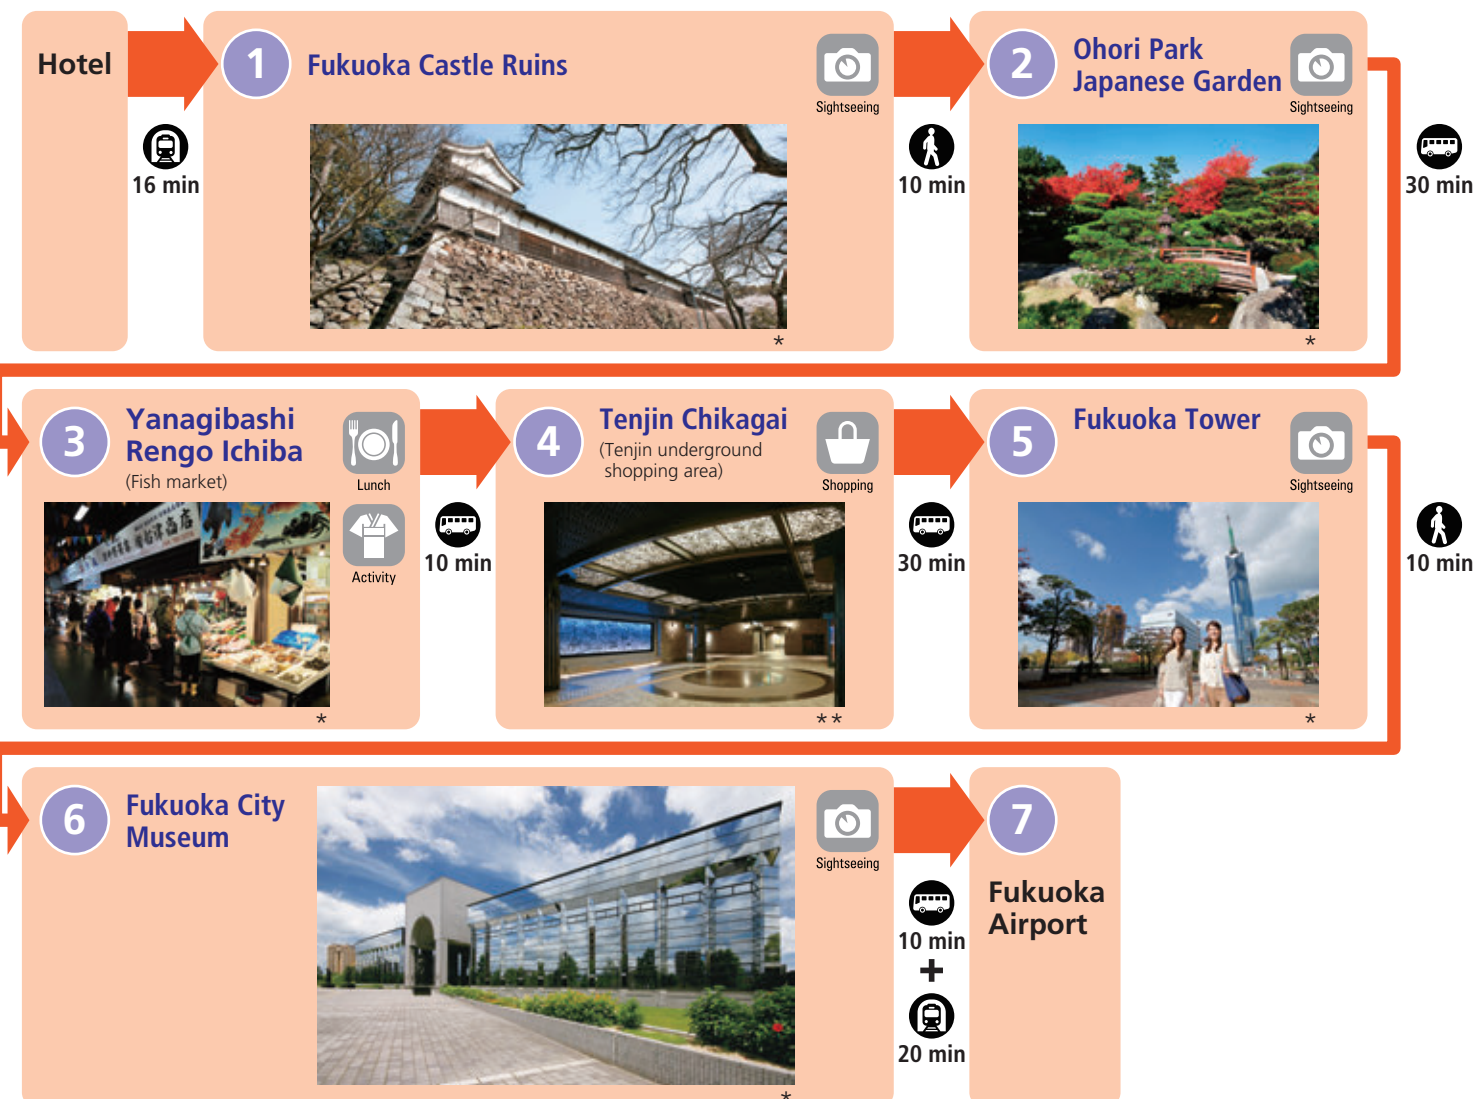 Hotel
16 min
1
Fukuoka Castle Ruins
Sightseeing
*
10 min
2
Ohori Park
Japanese Garden
Sightseeing
*
30 min
3
Yanagibashi
Rengo Ichiba
(Fish market)
Lunch
Activity
*
10 min
4
Tenjin Chikagai
(Tenjin underground
shopping area)
Shopping
**
30 min
5
Fukuoka Tower
Sightseeing
*
10 min
6
Fukuoka City
Museum
Sightseeing
*
10 min
+
20 min
7
Fukuoka
Airport